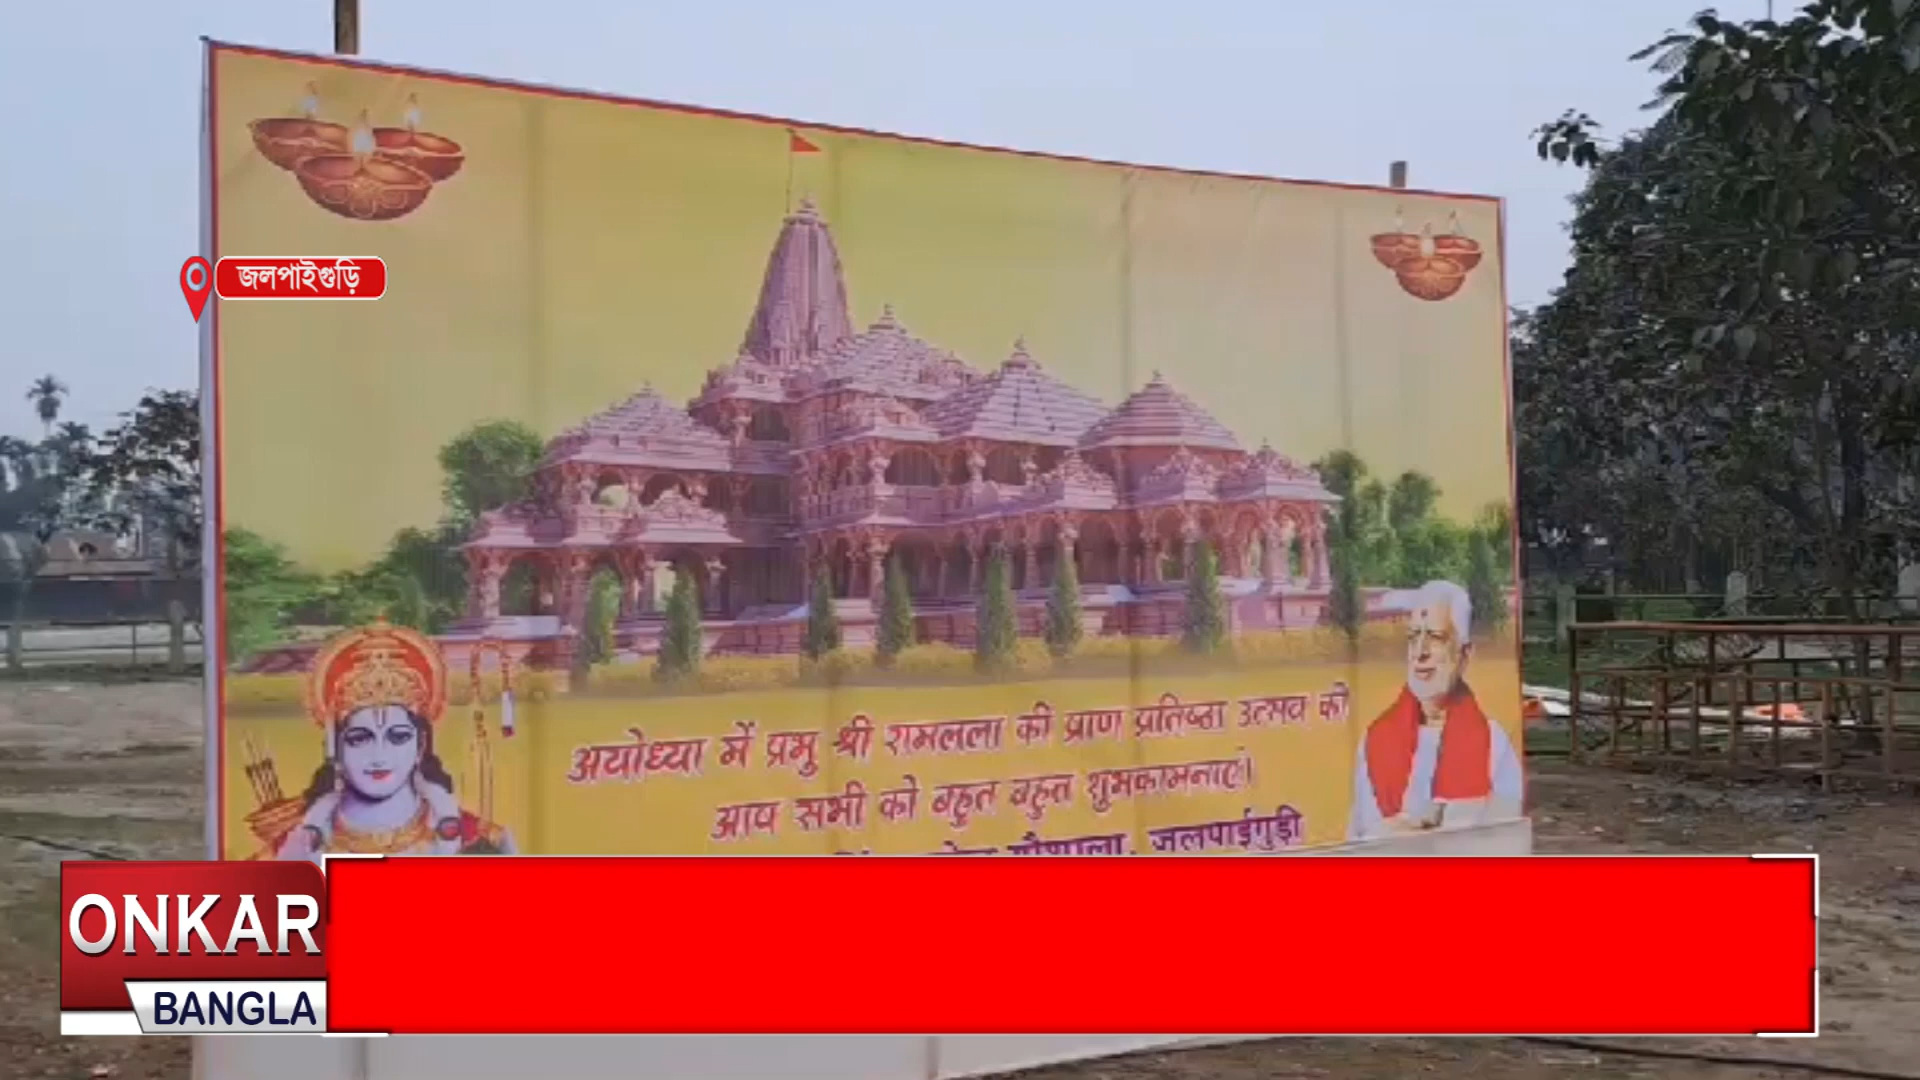 জলপাইগুড়ি
अयोध्या में प्रभु श्री रामलला की प्राण प्रतिष्ठा उत्सव की
आप सभी को बहुत बहुत शुभकामनाएं।
गौशाला, जलपाईगुड़ी
ONKAR
BANGLA